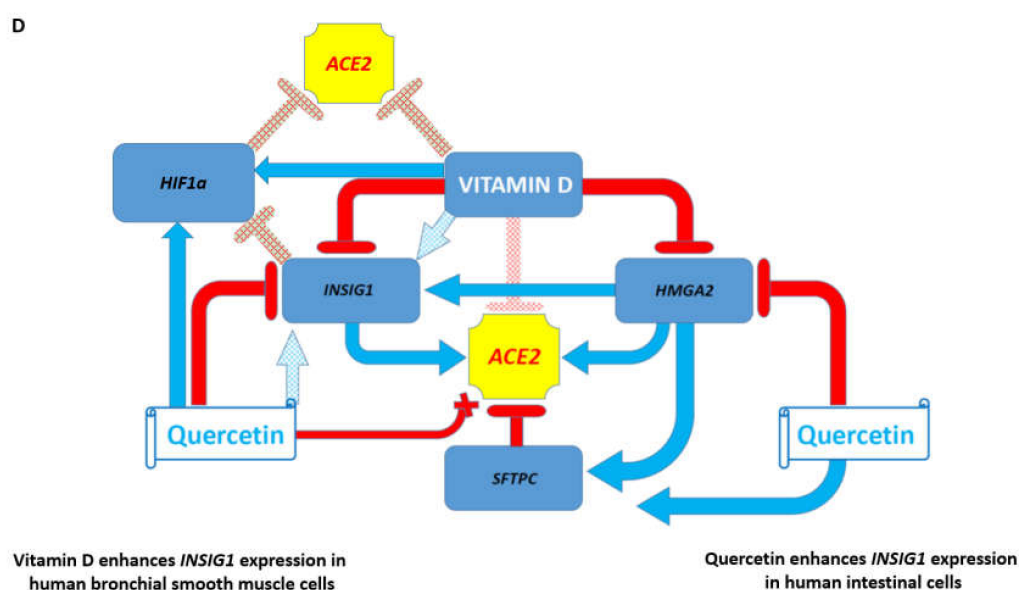 D
ACE2
HIF1a
VITAMIN D
INSIG1
HMGA2
ACE2
Quercetin
Quercetin
SFTPC
Vitamin D enhances INSIG1 expression in
human bronchial smooth muscle cells
Quercetin enhances INSIG1 expression
in human intestinal cells